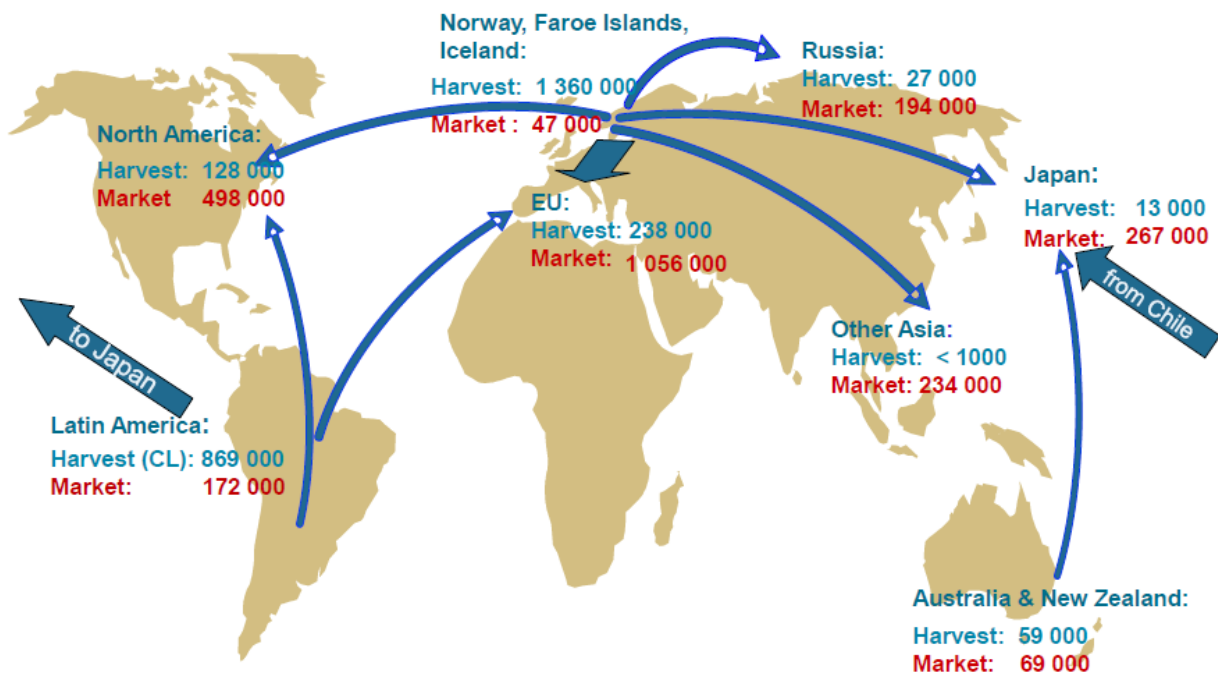 Norway, Faroe Islands,
Iceland:
Harvest: 1 360 000
Market : 47 000
Russia:
Harvest: 27 000
Market: 194 000
North America:
Harvest: 128 000
Market 498 000
EU:
Harvest: 238 000
Market: 1 056 000
Japan:
Harvest: 13 000
Market: 267 000
from Chile
to Japan
Other Asia:
Harvest: < 1000
Market: 234 000
Latin America:
Harvest (CL): 869 000
Market: 172 000
Australia & New Zealand:
Harvest: 59 000
Market: 69 000